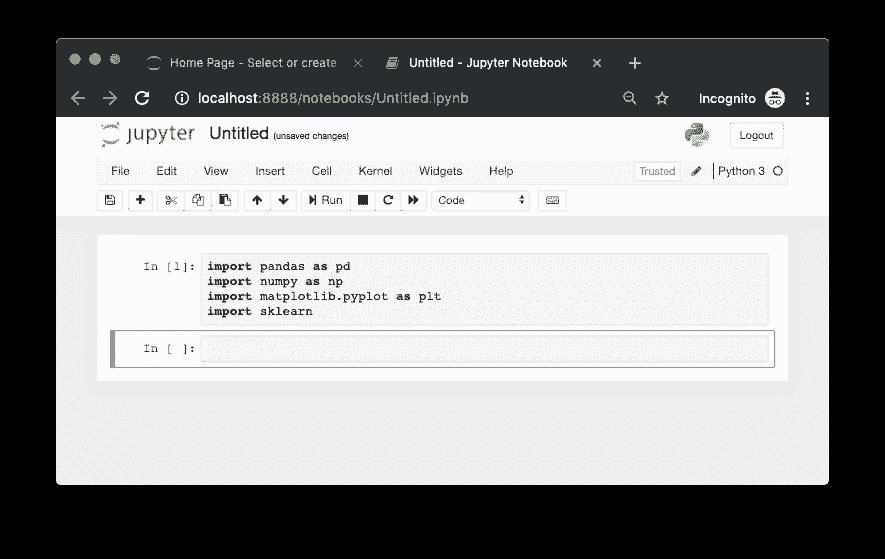 Home Page - Select or create
Untitled - Jupyter Notebook
localhost:8888/notebooks/Untitled.ipynb
Incognito
jupyter Untitled (unsaved changes)
Logout
File Edit View Insert Cell Kernel Widgets Help
Trusted
Python 3
Run
Code
In [1]: import pandas as pd
import numpy as np
import matplotlib.pyplot as plt
import sklearn
In [ ]: